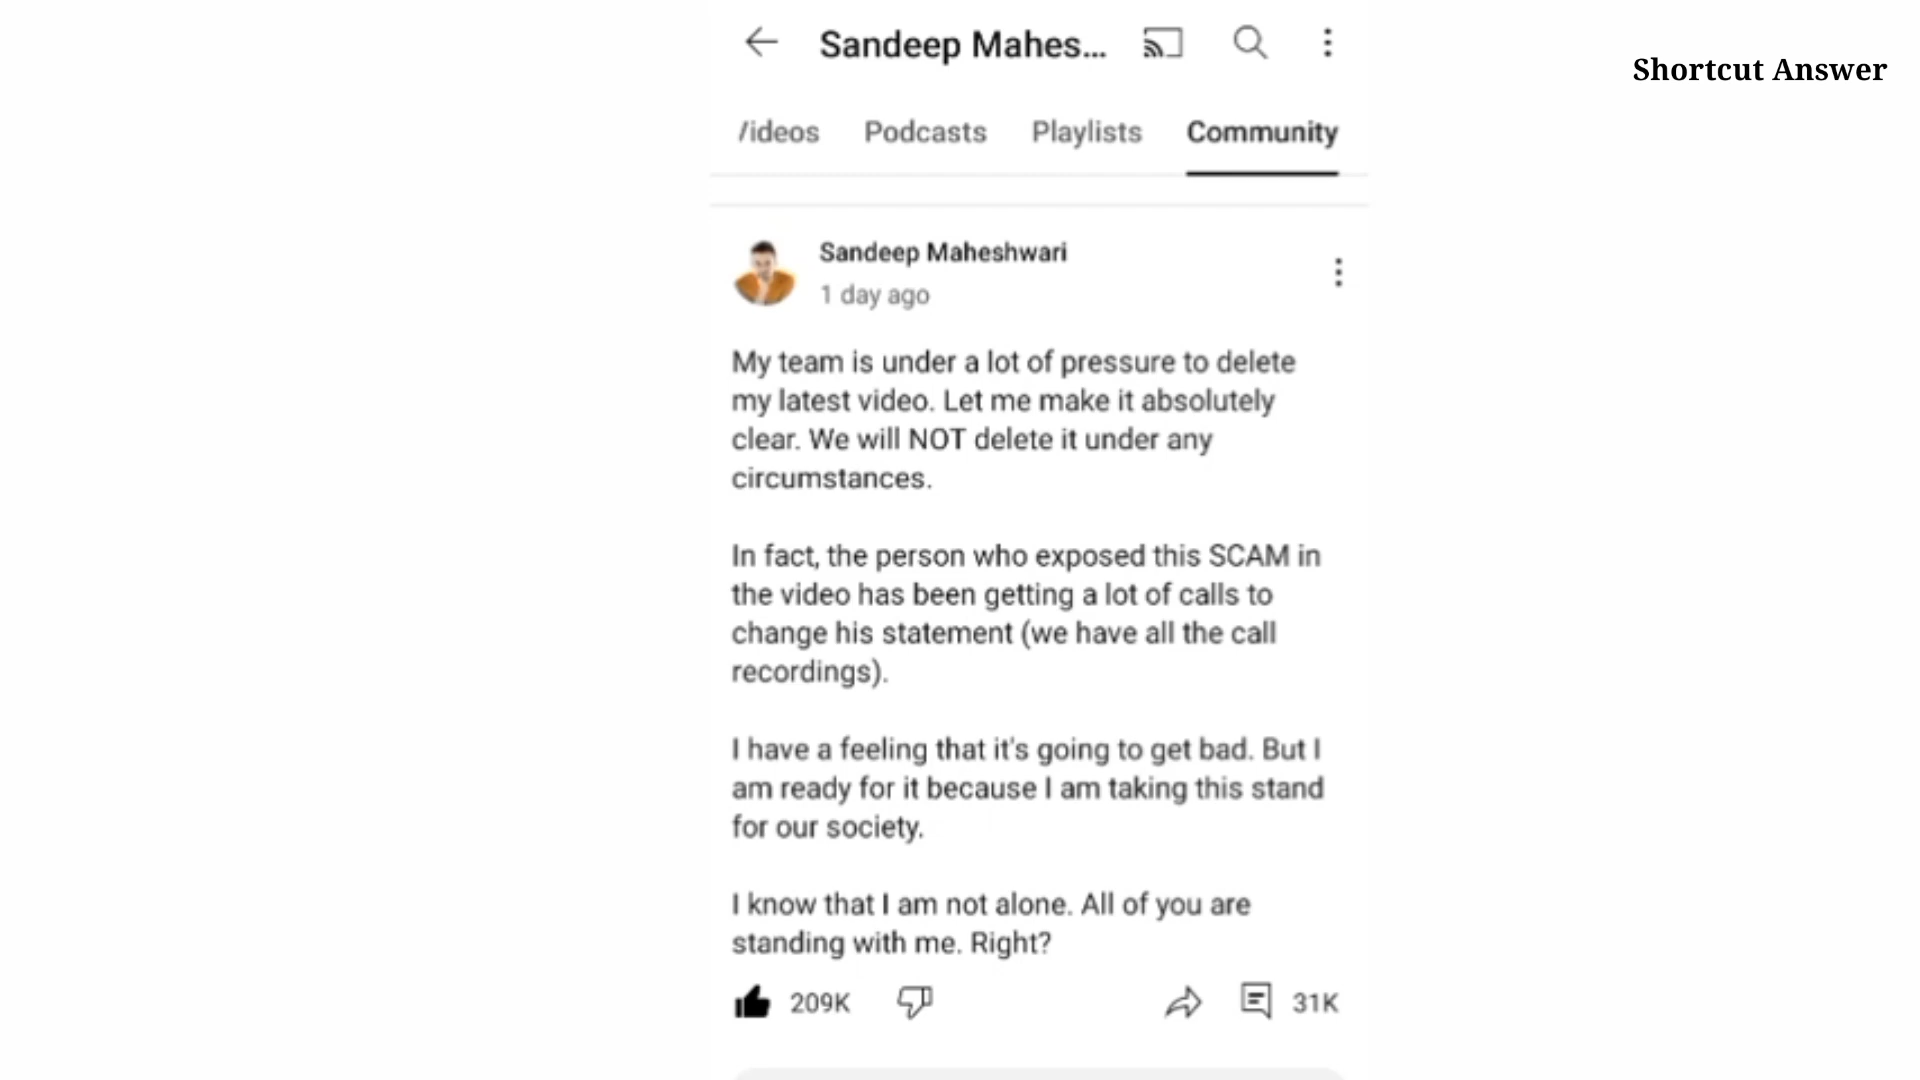 Sandeep Mahes...
Shortcut Answer
/ideos Podcasts Playlists Community
Sandeep Maheshwari
1 day ago
My team is under a lot of pressure to delete
my latest video. Let me make it absolutely
clear. We will NOT delete it under any
circumstances.
In fact, the person who exposed this SCAM in
the video has been getting a lot of calls to
change his statement (we have all the call
recordings).
I have a feeling that it's going to get bad. But I
am ready for it because I am taking this stand
for our society.
I know that I am not alone. All of you are
standing with me. Right?
209K 31K